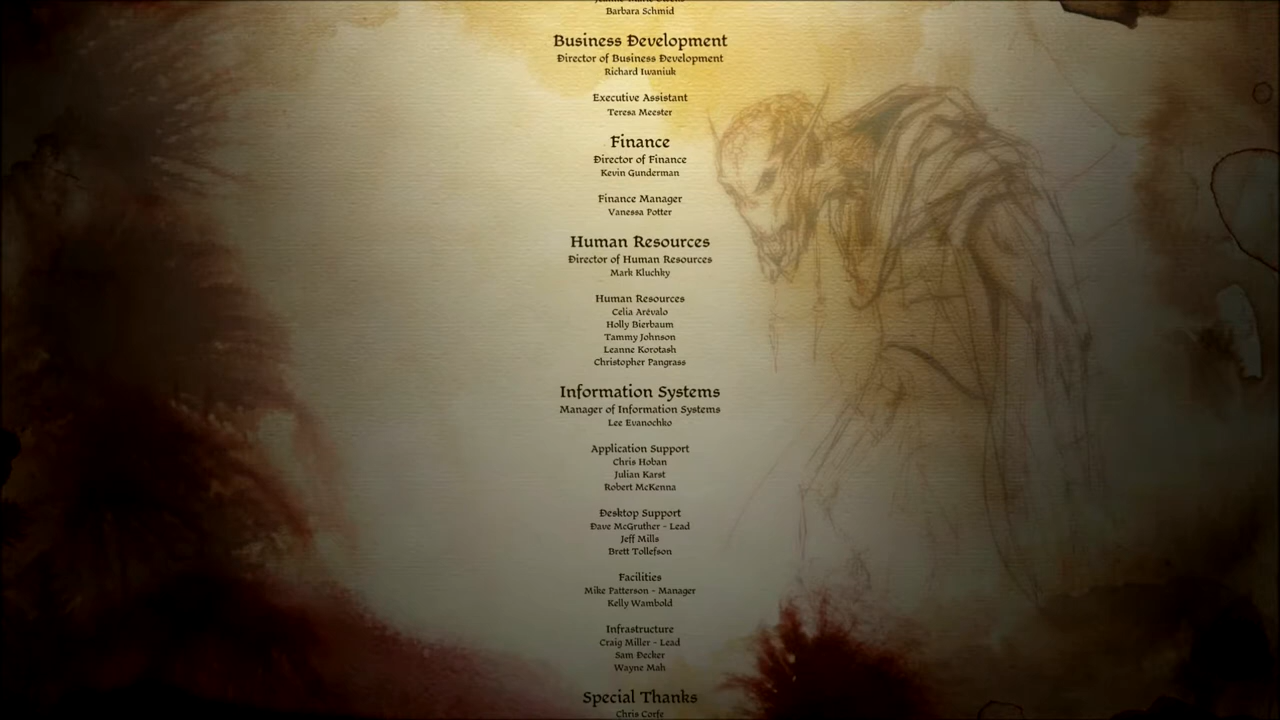 Barbara Schmid
Business Development
Director of Business Development
Richard Iwaniuk
Executive Assistant
Teresa Meester
Finance
Director of Finance
Kevin Gunderman
Finance Manager
Vanessa Potter
Human Resources
Director of Human Resources
Mark Kluchky
Human Resources
Celia Arévalo
Holly Bierbaum
Tammy Johnson
Leanne Korotash
Christopher Pangrass
Information Systems
Manager of Information Systems
Lee Evanochko
Application Support
Chris Hoban
Julian Karst
Robert McKenna
Desktop Support
Dave McGruther - Lead
Jeff Mills
Brett Tollefson
Facilities
Mike Patterson - Manager
Kelly Wambold
Infrastructure
Craig Miller - Lead
Sam Decker
Wayne Mah
Special Thanks
Chris Corfe